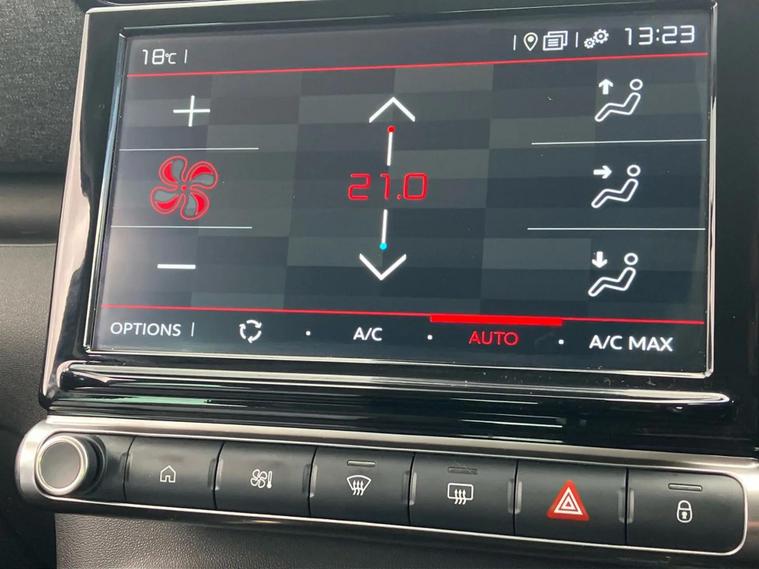 18°C
13:23
21.0
OPTIONS
A/C
AUTO
A/C MAX